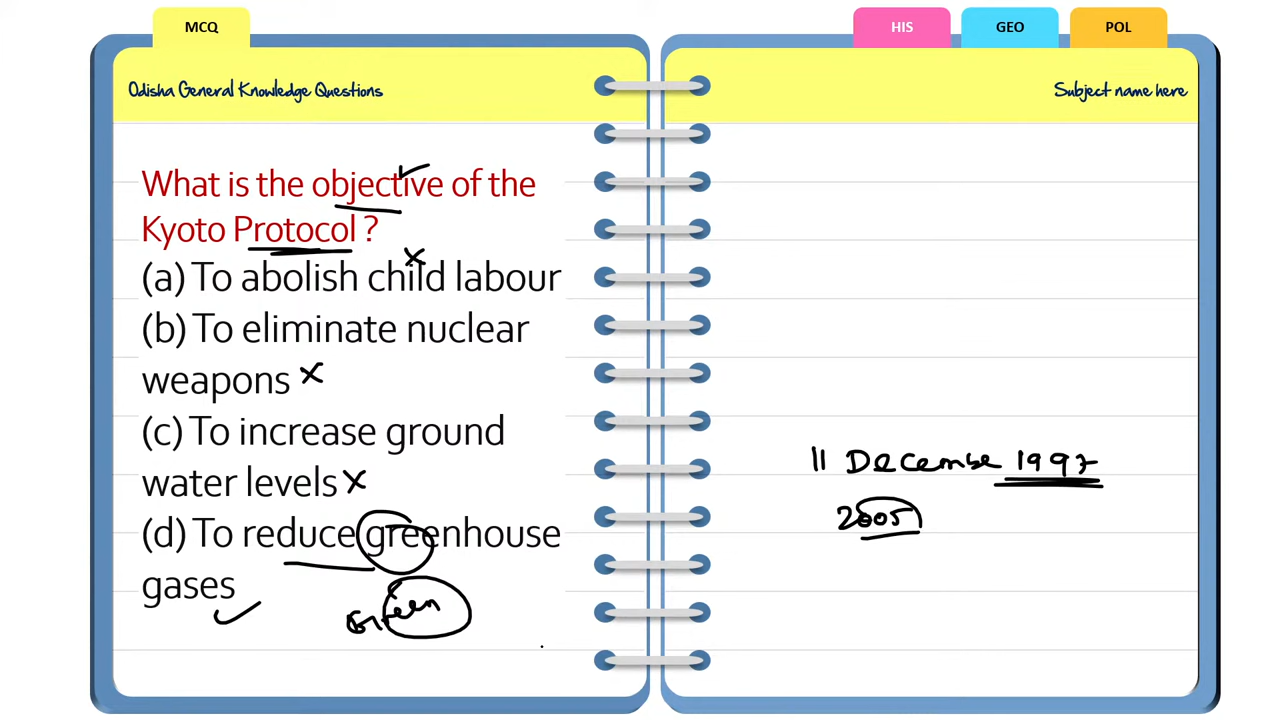 MCQ
HIS GEO POL
Odisha General Knowledge Questions
Subject name here
What is the objective of the
Kyoto Protocol ?
(a) To abolish child labour
(b) To eliminate nuclear
weapons
(c) To increase ground
water levels
(d) To reduce greenhouse
gases
Green
11 Decembe 1997
2005